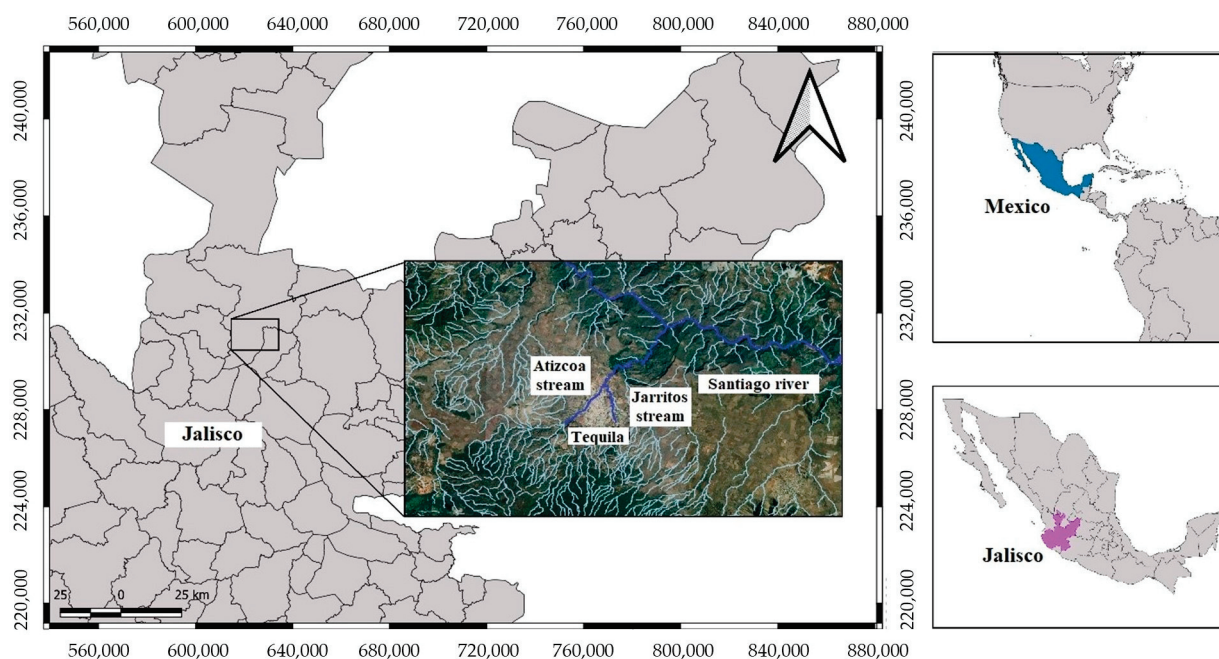 560,000 600,000 640,000 680,000 720,000 760,000 800,000 840,000 880,000
240,000 240,000
236,000 236,000
232,000 232,000
228,000 228,000
224,000 224,000
220,000 220,000
Atizcoa
stream
Santiago river
Jarritos
stream
Tequila
Jalisco
25 0 25 km
560,000 600,000 640,000 680,000 720,000 760,000 800,000 840,000 880,000
Mexico
Jalisco